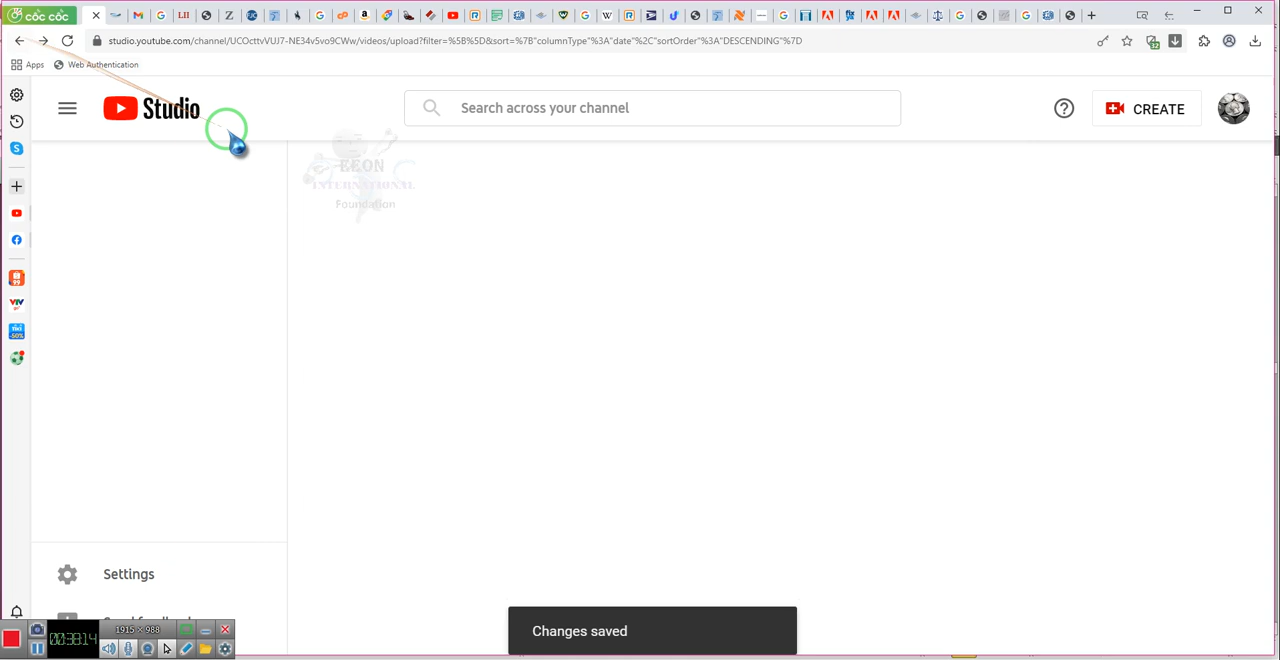 cốc cốc
studio.youtube.com/channel/UCOcttvVUJ7-NE34v5vo9CWw/videos/upload?filter=%5B%5D&sort=%7B"columnType"%3A"date"%2C"sortOrder"%3A"DESCENDING"%7D
32
Apps
Web Authentication
Studio
Search across your channel
CREATE
EEON
INTERNATIONAL
Foundation
Settings
Changes saved
1915 x 988
00:38:14